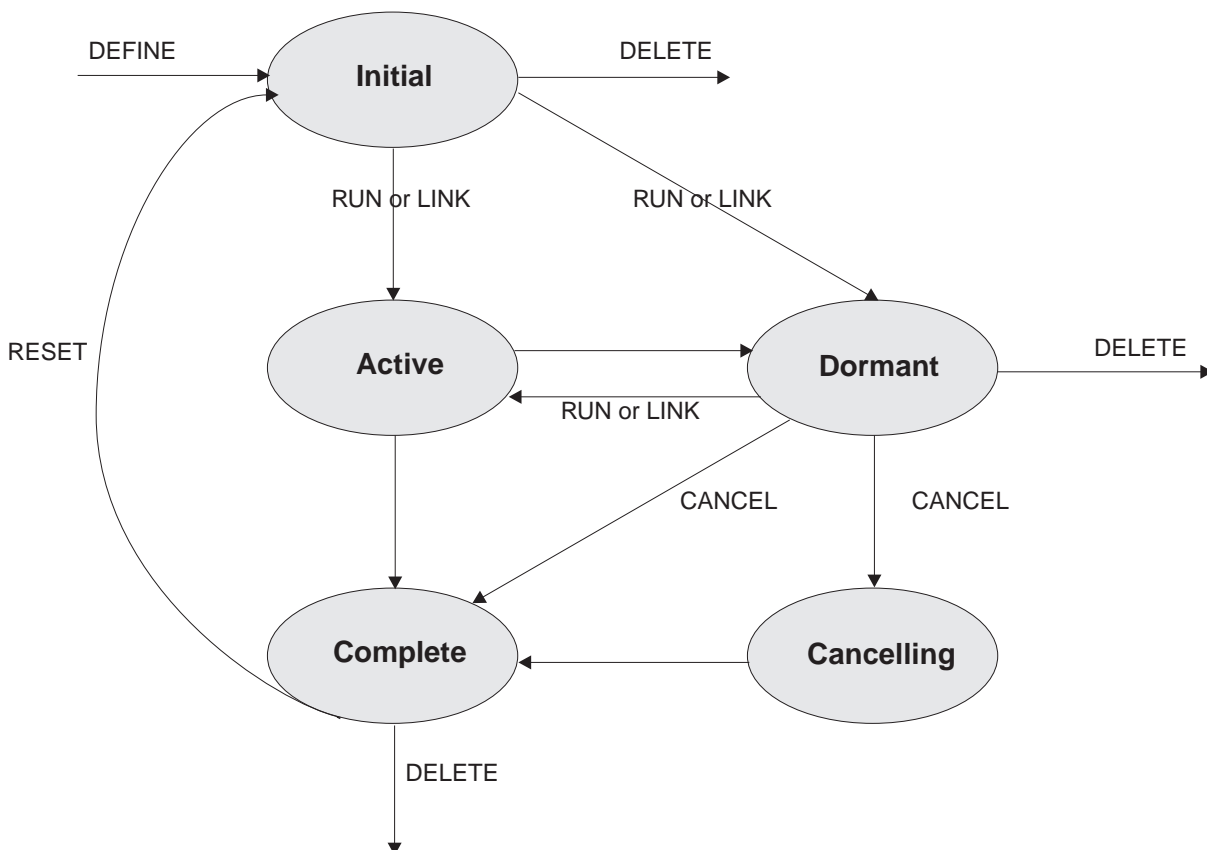 DEFINE
DELETE
Initial
RUN or LINK
RUN or LINK
RESET
Active
Dormant
DELETE
RUN or LINK
CANCEL
CANCEL
Complete
Cancelling
DELETE